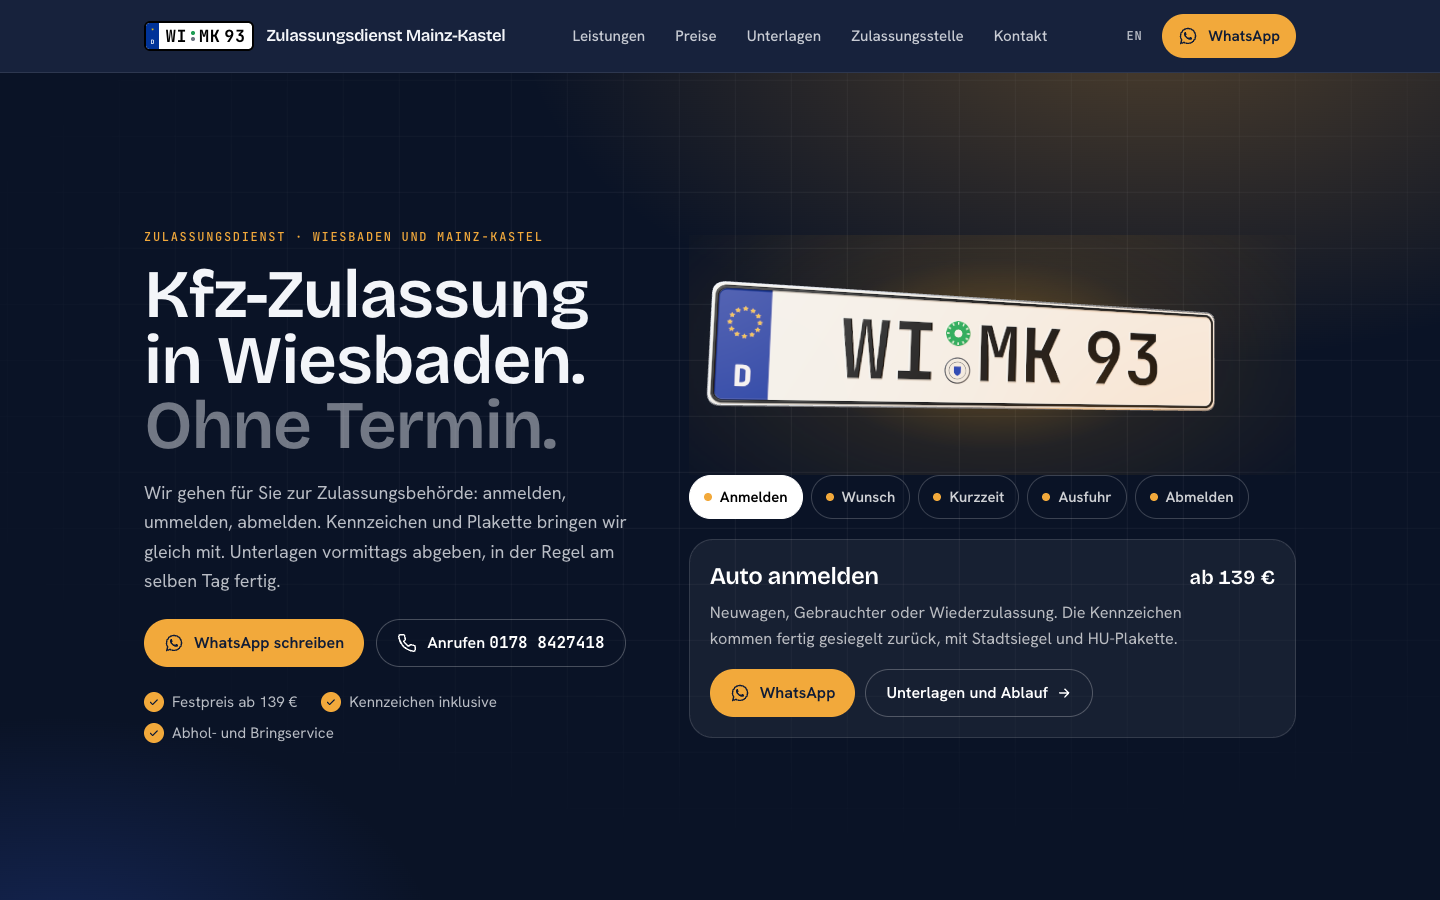 D WI MK 93 Zulassungsdienst Mainz-Kastel Leistungen Preise Unterlagen Zulassungsstelle Kontakt EN WhatsApp
ZULASSUNGSDIENST · WIESBADEN UND MAINZ-KASTEL
Kfz-Zulassung
in Wiesbaden.
Ohne Termin.
Wir gehen für Sie zur Zulassungsbehörde: anmelden,
ummelden, abmelden. Kennzeichen und Plakette bringen wir
gleich mit. Unterlagen vormittags abgeben, in der Regel am
selben Tag fertig.
WhatsApp schreiben Anrufen 0178 8427418
Festpreis ab 139 € Kennzeichen inklusive
Abhol- und Bringservice
D WI MK 93
Anmelden Wunsch Kurzzeit Ausfuhr Abmelden
Auto anmelden ab 139 €
Neuwagen, Gebrauchter oder Wiederzulassung. Die Kennzeichen
kommen fertig gesiegelt zurück, mit Stadtsiegel und HU-Plakette.
WhatsApp Unterlagen und Ablauf →